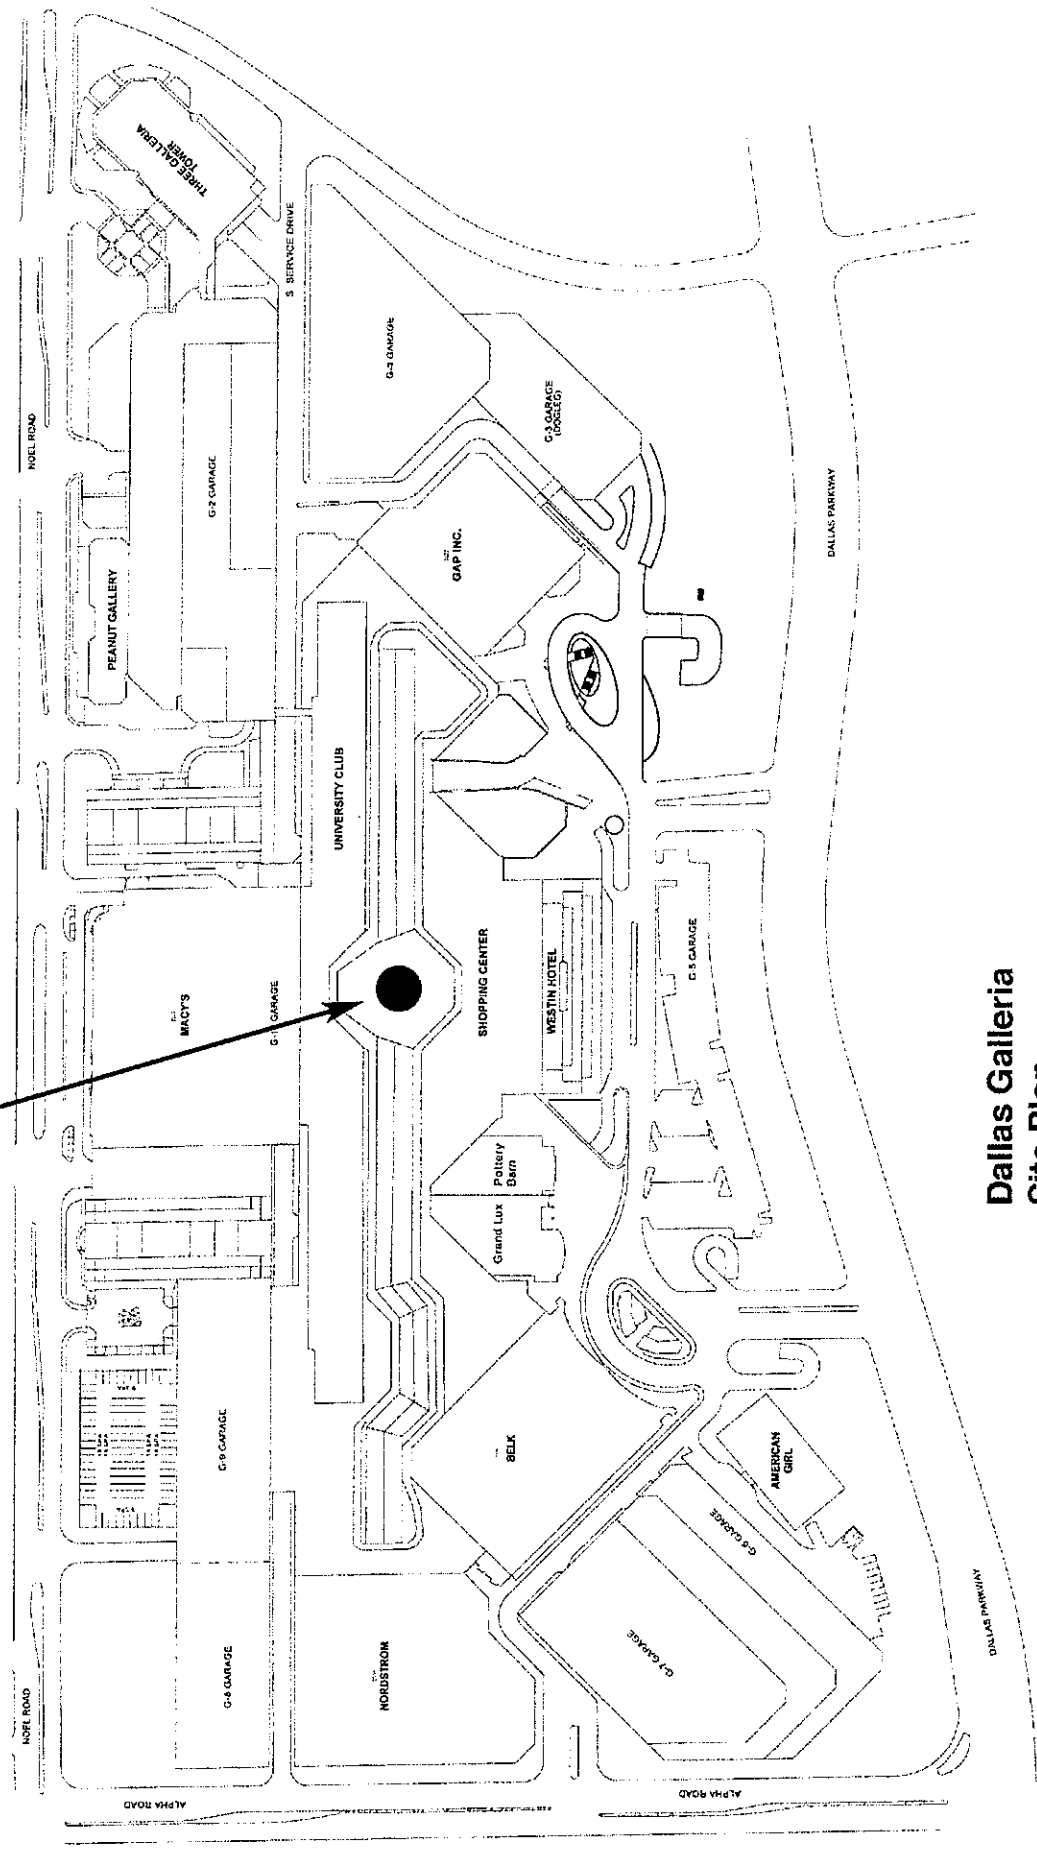 NOEL ROAD
NOEL ROAD
ALPHA ROAD
ALPHA ROAD
DALLAS PARKWAY
DALLAS PARKWAY
S SERVICE DRIVE
THREE GALLERIA
TOWER
PEANUT GALLERY
G-2 GARAGE
G-3 GARAGE
G-3 GARAGE
(DOGLEG)
GAP INC.
UNIVERSITY CLUB
MACY'S
G-1 GARAGE
SHOPPING CENTER
WESTIN HOTEL
G-5 GARAGE
Pottery
Barn
Grand Lux
BELK
G-9 GARAGE
G-8 GARAGE
NORDSTROM
G-7 GARAGE
G-6 GARAGE
AMERICAN
GIRL
Dallas Galleria